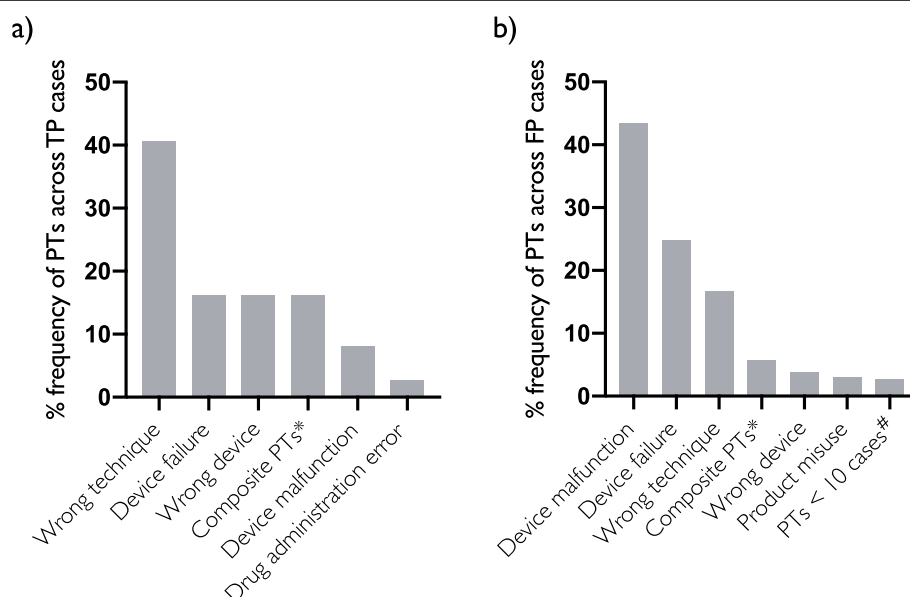 a)
% frequency of PTs across TP cases
50
40
30
20
10
0
Wrong technique
Device failure
Wrong device
Composite PTs*
Device malfunction
Drug administration error
b)
% frequency of PTs across FP cases
50
40
30
20
10
0
Device malfunction
Device failure
Wrong technique
Composite PTs*
Wrong device
Product misuse
PTs < 10 cases#